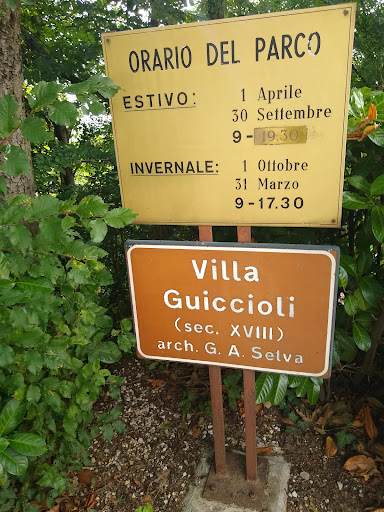 ORARIO DEL PARCO
ESTIVO: 1 Aprile
30 Settembre
9-19.30
INVERNALE: 1 Ottobre
31 Marzo
9-17.30
Villa
Guiccioli
(sec. XVIII)
arch. G. A. Selva